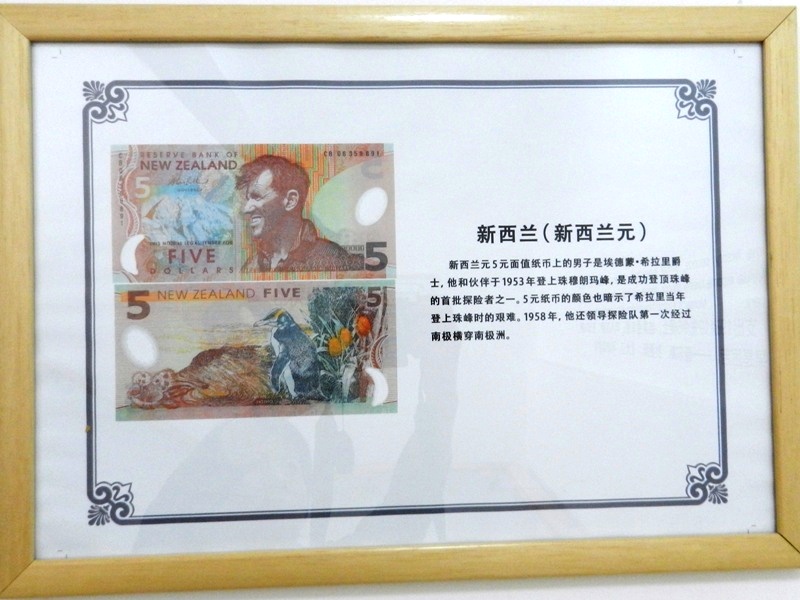 RESERVE BANK OF
NEW ZEALAND
5
FIVE
DOLLARS
5
NEW ZEALAND FIVE
5
5
新西兰(新西兰元)
新西兰元5元面值纸币上的男子是埃德蒙·希拉里爵
士,他和伙伴于1953年登上珠穆朗玛峰,是成功登顶珠峰
的首批探险者之一。5元纸币的颜色也暗示了希拉里当年
登上珠峰时的艰难。1958年,他还领导探险队第一次经过
南极横穿南极洲。